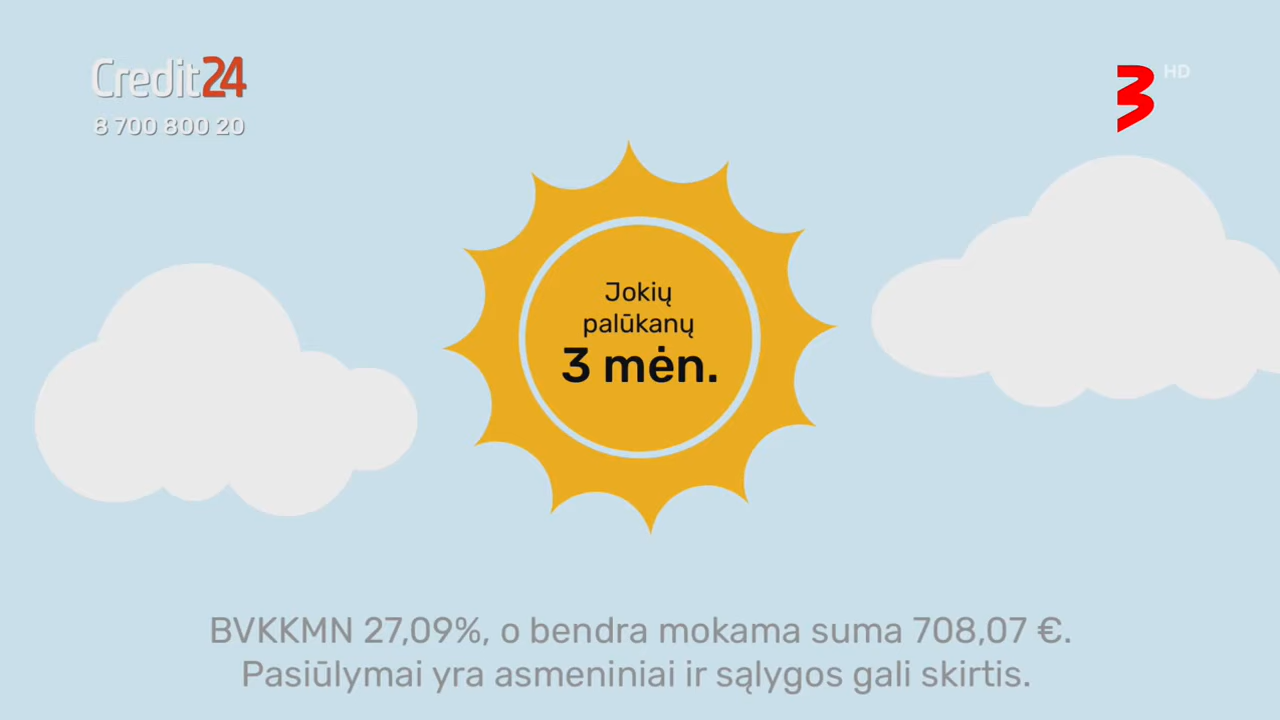 Credit24
8 700 800 20
3 HD
Jokių
palūkanų
3 mėn.
BVKKMN 27,09%, o bendra mokama suma 708,07 €.
Pasiūlymai yra asmeniniai ir sąlygos gali skirtis.